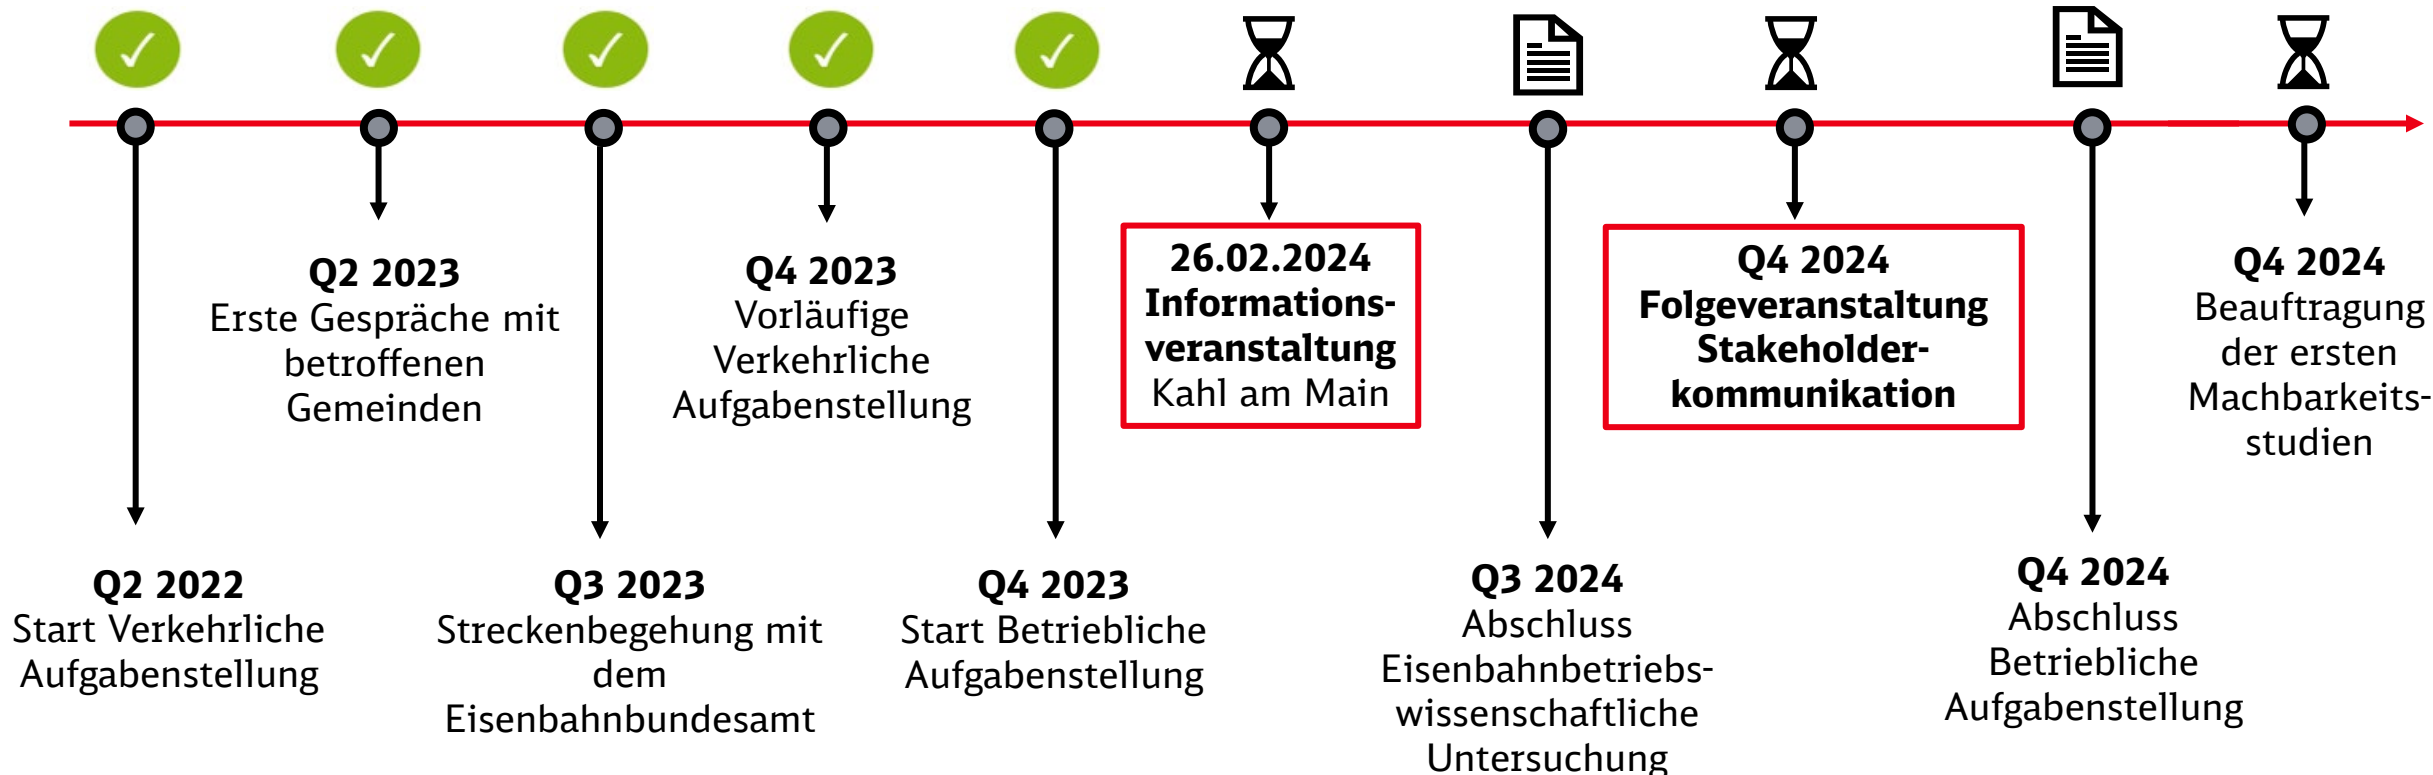 Q2 2022
Start Verkehrliche
Aufgabenstellung
Q2 2023
Erste Gespräche mit
betroffenen
Gemeinden
Q3 2023
Streckenbegehung mit
dem
Eisenbahnbundesamt
Q4 2023
Vorläufige
Verkehrliche
Aufgabenstellung
Q4 2023
Start Betriebliche
Aufgabenstellung
26.02.2024
Informations-
veranstaltung
Kahl am Main
Q3 2024
Abschluss
Eisenbahnbetriebs-
wissenschaftliche
Untersuchung
Q4 2024
Folgeveranstaltung
Stakeholder-
kommunikation
Q4 2024
Abschluss
Betriebliche
Aufgabenstellung
Q4 2024
Beauftragung
der ersten
Machbarkeits-
studien